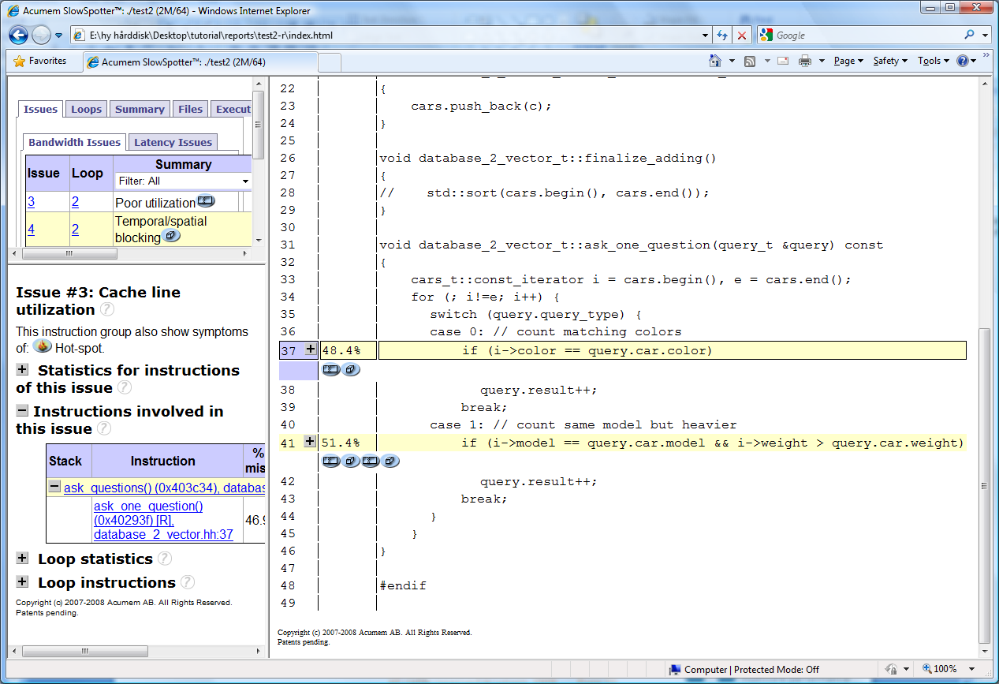 Acumem SlowSpotter™: ./test2 (2M/64) - Windows Internet Explorer
E:\hy hårddisk\Desktop\tutorial\reports\test2-r\index.html
Google
Favorites
Acumem SlowSpotter™: ./test2 (2M/64)
Page
Safety
Tools
Issues Loops Summary Files Execut
Bandwidth Issues Latency Issues
Issue Loop Summary
Filter: All
3 2 Poor utilization
4 2 Temporal/spatial
blocking
Issue #3: Cache line
utilization ?
This instruction group also show symptoms
of: Hot-spot.
+ Statistics for instructions
of this issue ?
− Instructions involved in
this issue ?
Stack Instruction %
mis
− ask_questions() (0x403c34), databas
ask_one_question()
(0x40293f) [R],
database_2_vector.hh:37
46.9
+ Loop statistics ?
+ Loop instructions ?
Copyright (c) 2007-2008 Acumem AB. All Rights Reserved.
Patents pending.
22 {
23 cars.push_back(c);
24 }
25
26 void database_2_vector_t::finalize_adding()
27 {
28 // std::sort(cars.begin(), cars.end());
29 }
30
31 void database_2_vector_t::ask_one_question(query_t &query) const
32 {
33 cars_t::const_iterator i = cars.begin(), e = cars.end();
34 for (; i!=e; i++) {
35 switch (query.query_type) {
36 case 0: // count matching colors
37 + 48.4% if (i->color == query.car.color)
38 query.result++;
39 break;
40 case 1: // count same model but heavier
41 + 51.4% if (i->model == query.car.model && i->weight > query.car.weight)
42 query.result++;
43 break;
44 }
45 }
46 }
47
48 #endif
49
Copyright (c) 2007-2008 Acumem AB. All Rights Reserved.
Patents pending.
Computer | Protected Mode: Off
100%